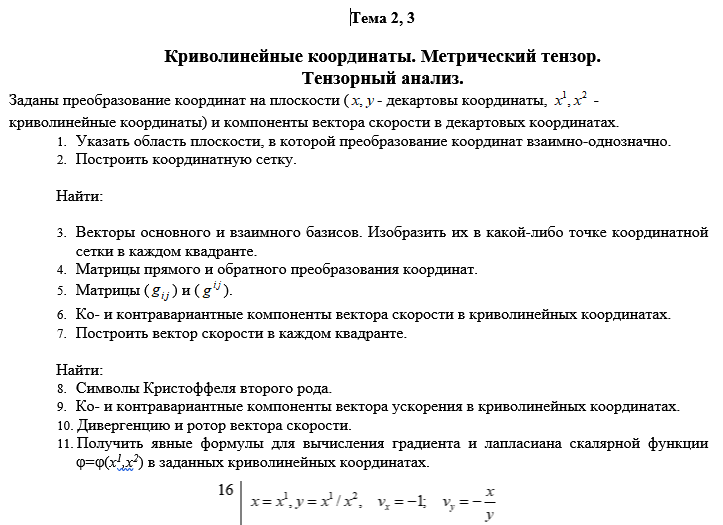 Тема 2, 3
Криволинейные координаты. Метрический тензор.
Тензорный анализ.
Заданы преобразование координат на плоскости ( x, y - декартовы координаты, x¹, x² -
криволинейные координаты) и компоненты вектора скорости в декартовых координатах.
1. Указать область плоскости, в которой преобразование координат взаимно-однозначно.
2. Построить координатную сетку.
Найти:
3. Векторы основного и взаимного базисов. Изобразить их в какой-либо точке координатной
сетки в каждом квадранте.
4. Матрицы прямого и обратного преобразования координат.
5. Матрицы ( g_{ij} ) и ( g^{ij} ).
6. Ко- и контравариантные компоненты вектора скорости в криволинейных координатах.
7. Построить вектор скорости в каждом квадранте.
Найти:
8. Символы Кристоффеля второго рода.
9. Ко- и контравариантные компоненты вектора ускорения в криволинейных координатах.
10. Дивергенцию и ротор вектора скорости.
11. Получить явные формулы для вычисления градиента и лапласиана скалярной функции
φ=φ(x¹,x²) в заданных криволинейных координатах.
16 x = x¹, y = x¹ / x², v_x = −1; v_y = −x/y